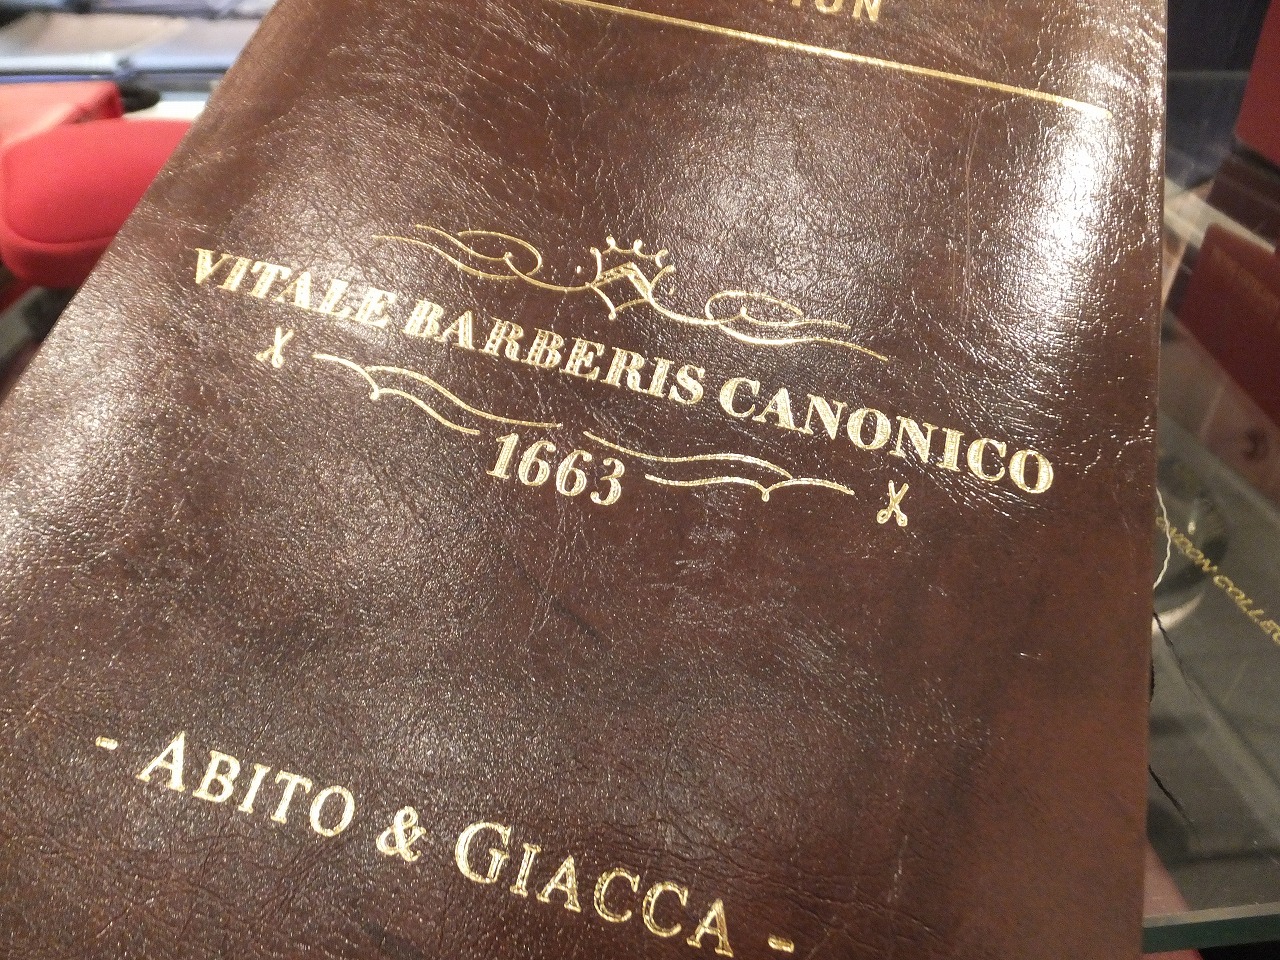 VITALE BARBERIS CANONICO
1663
- ABITO & GIACCA -